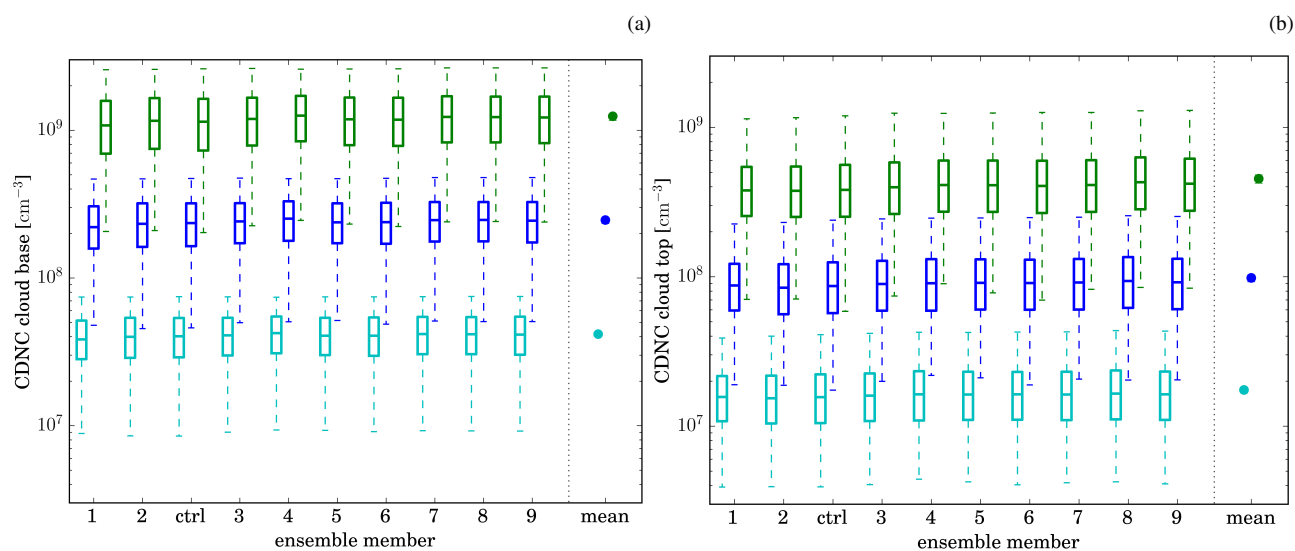 (a)
(b)
CDNC cloud base [cm⁻³]
10⁹
10⁸
10⁷
1 2 ctrl 3 4 5 6 7 8 9 mean
ensemble member
CDNC cloud top [cm⁻³]
10⁹
10⁸
10⁷
1 2 ctrl 3 4 5 6 7 8 9 mean
ensemble member